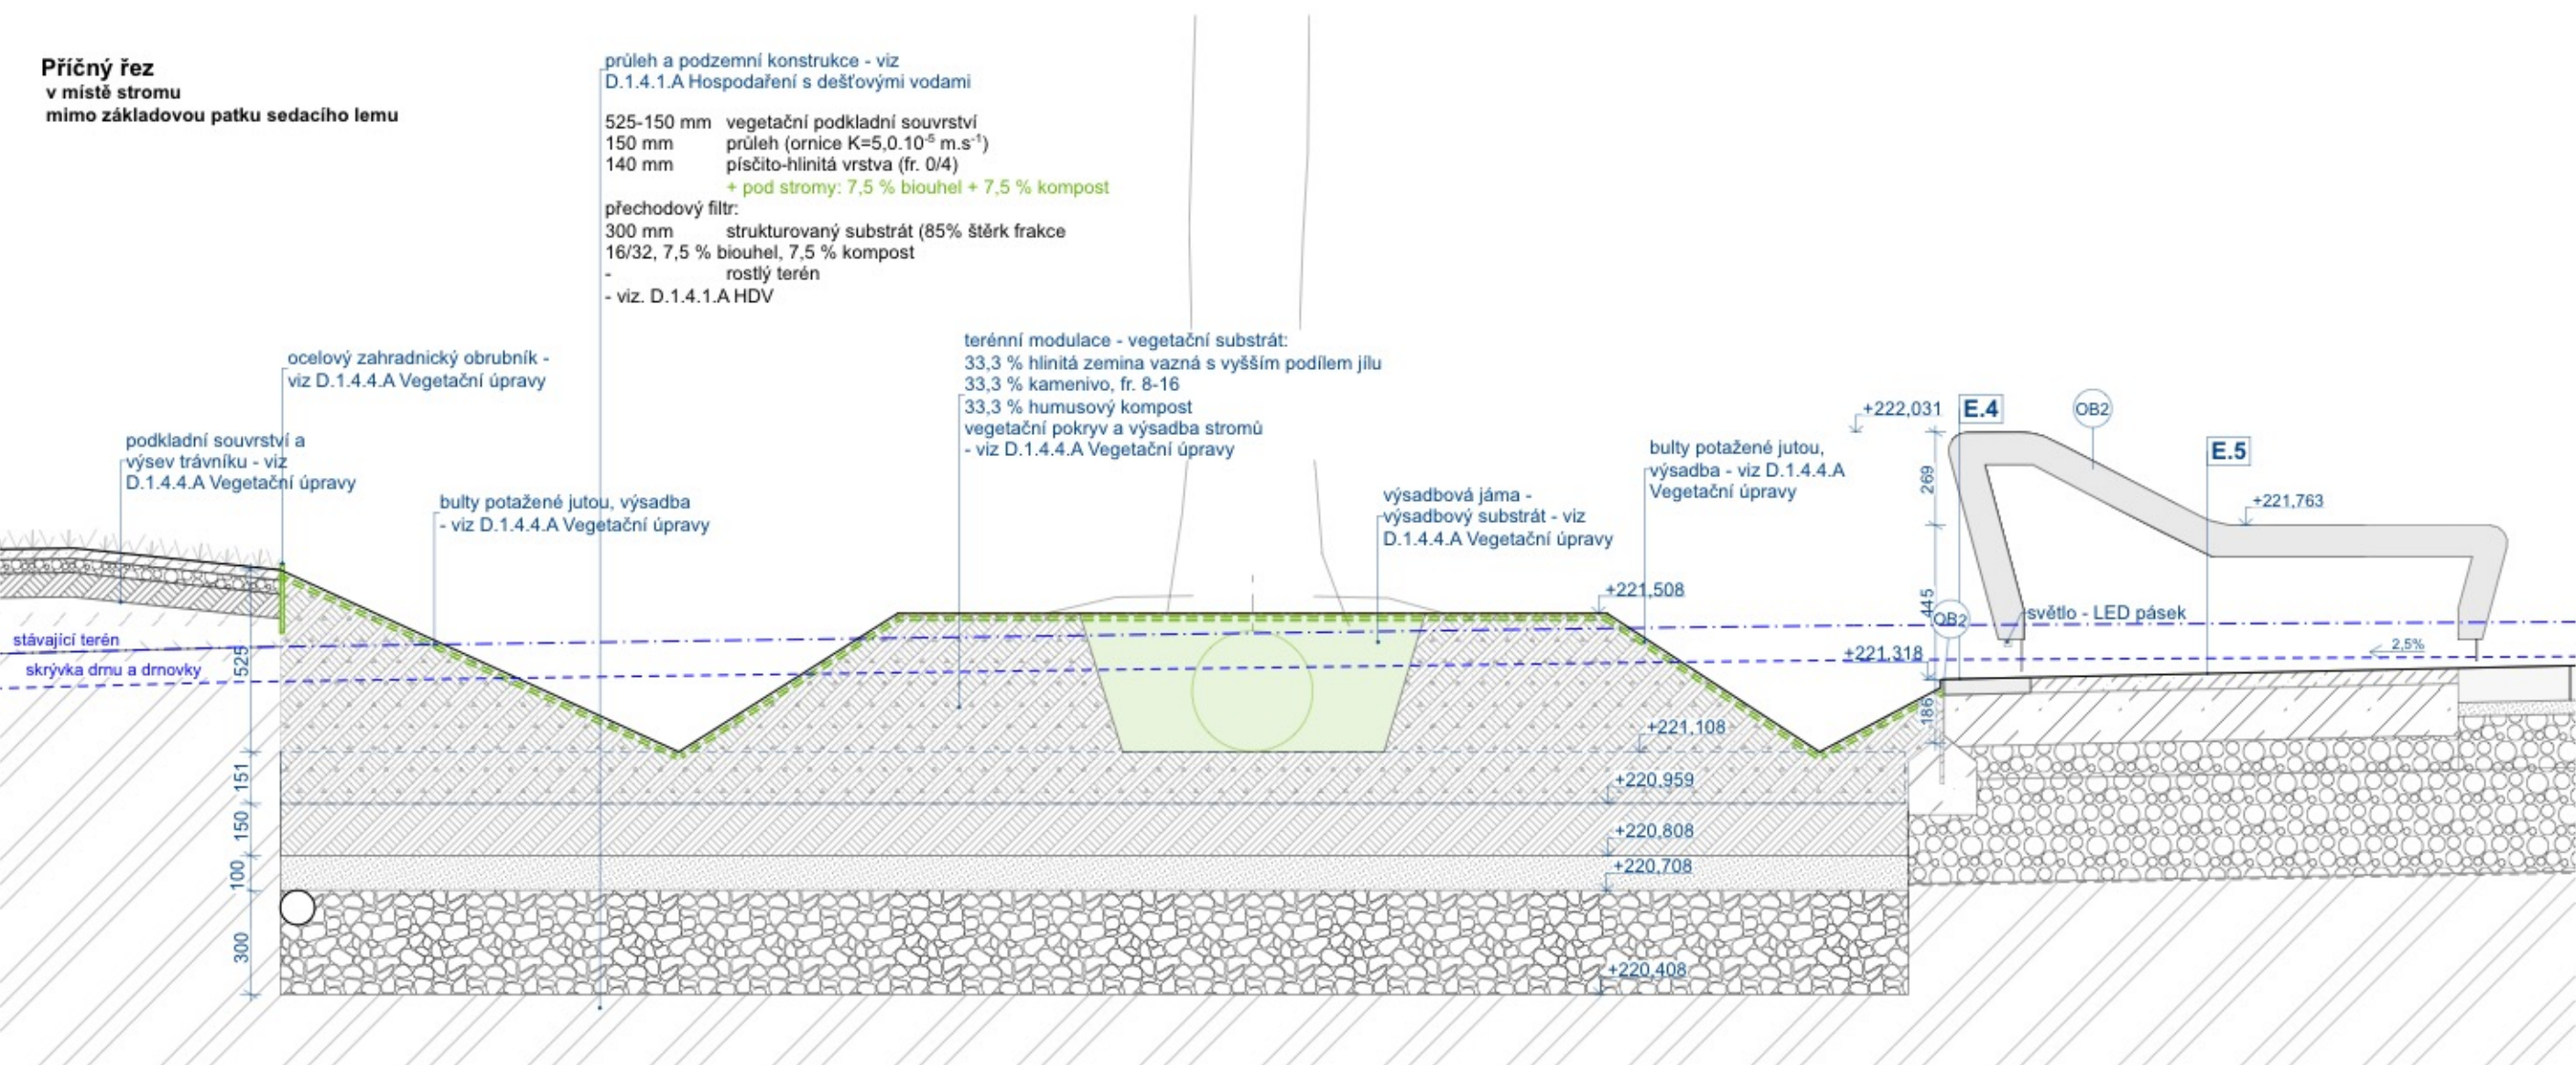 Příčný řez
v místě stromu
mimo základovou patku sedacího lemu
průleh a podzemní konstrukce - viz
D.1.4.1.A Hospodaření s dešťovými vodami
525-150 mm vegetační podkladní souvrství
150 mm průleh (ornice K=5,0.10⁻⁵ m.s⁻¹)
140 mm písčito-hlinitá vrstva (fr. 0/4)
+ pod stromy: 7,5 % biouhel + 7,5 % kompost
přechodový filtr:
300 mm strukturovaný substrát (85% štěrk frakce
16/32, 7,5 % biouhel, 7,5 % kompost
- rostlý terén
- viz. D.1.4.1.A HDV
terénní modulace - vegetační substrát:
33,3 % hlinitá zemina vazná s vyšším podílem jílu
33,3 % kamenivo, fr. 8-16
33,3 % humusový kompost
vegetační pokryv a výsadba stromů
- viz D.1.4.4.A Vegetační úpravy
ocelový zahradnický obrubník -
viz D.1.4.4.A Vegetační úpravy
podkladní souvrství a
výsev trávníku - viz
D.1.4.4.A Vegetační úpravy
bulty potažené jutou, výsadba
- viz D.1.4.4.A Vegetační úpravy
výsadbová jáma -
výsadbový substrát - viz
D.1.4.4.A Vegetační úpravy
bulty potažené jutou,
výsadba - viz D.1.4.4.A
Vegetační úpravy
+222,031
E.4
OB2
E.5
269
+221,763
+221,508
445
OB2
světlo - LED pásek
stávající terén
skrývka drnu a drnovky
+221,318
2,5%
525
186
+221,108
151
+220,959
150
+220,808
100
+220,708
300
+220,408